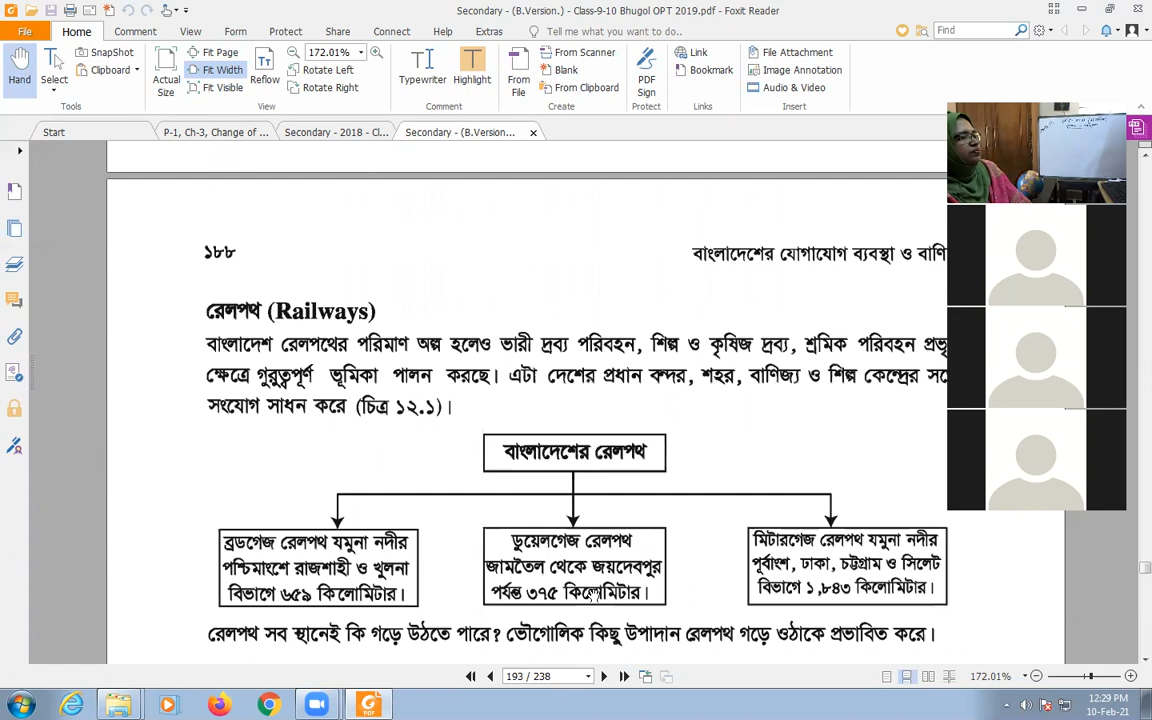 Secondary - (B.Version.) - Class-9-10 Bhugol OPT 2019.pdf - Foxit Reader
File Home Comment View Form Protect Share Connect Help Extras Tell me what you want to do... Find
Hand Select SnapShot Clipboard Actual Size Fit Page Fit Width Fit Visible Reflow 172.01% Rotate Left Rotate Right Typewriter Highlight From File From Scanner Blank From Clipboard PDF Sign Link Bookmark File Attachment Image Annotation Audio & Video
Tools View Comment Create Protect Links Insert
Start P-1, Ch-3, Change of ... Secondary - 2018 - Cl... Secondary - (B.Version...
১৮৮ বাংলাদেশের যোগাযোগ ব্যবস্থা ও বাণি
রেলপথ (Railways)
বাংলাদেশ রেলপথের পরিমাণ অল্প হলেও ভারী দ্রব্য পরিবহন, শিল্প ও কৃষিজ দ্রব্য, শ্রমিক পরিবহন প্রভৃ
ক্ষেত্রে গুরুত্বপূর্ণ ভূমিকা পালন করছে। এটা দেশের প্রধান বন্দর, শহর, বাণিজ্য ও শিল্প কেন্দ্রের সঙ্গে
সংযোগ সাধন করে (চিত্র ১২.১)।
বাংলাদেশের রেলপথ
ব্রডগেজ রেলপথ যমুনা নদীর
পশ্চিমাংশে রাজশাহী ও খুলনা
বিভাগে ৬৫৯ কিলোমিটার।
ডুয়েলগেজ রেলপথ
জামতৈল থেকে জয়দেবপুর
পর্যন্ত ৩৭৫ কিলোমিটার।
মিটারগেজ রেলপথ যমুনা নদীর
পূর্বাংশ, ঢাকা, চট্টগ্রাম ও সিলেট
বিভাগে ১,৮৪৩ কিলোমিটার।
রেলপথ সব স্থানেই কি গড়ে উঠতে পারে? ভৌগোলিক কিছু উপাদান রেলপথ গড়ে ওঠাকে প্রভাবিত করে।
193 / 238 172.01%
12:29 PM
10-Feb-21